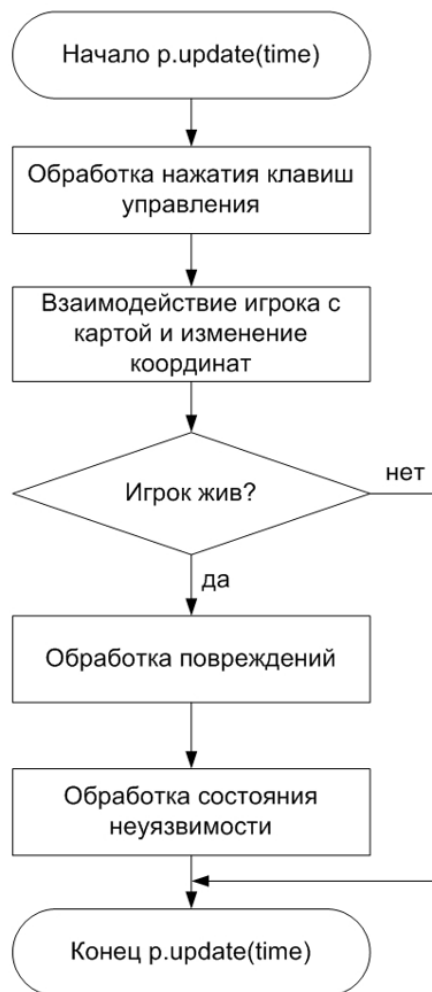 Начало p.update(time)
Обработка нажатия клавиш
управления
Взаимодействие игрока с
картой и изменение
координат
Игрок жив?
нет
да
Обработка повреждений
Обработка состояния
неуязвимости
Конец p.update(time)